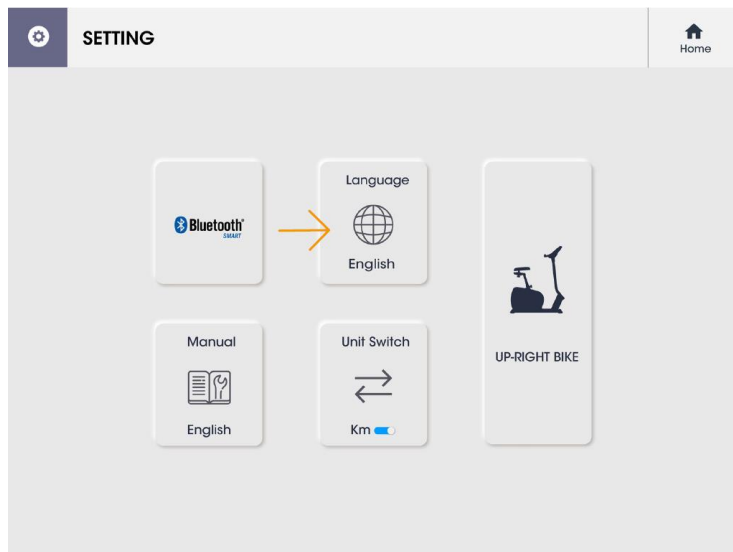 SETTING
Home
Bluetooth®
SMART
Language
English
Manual
English
Unit Switch
Km
UP-RIGHT BIKE